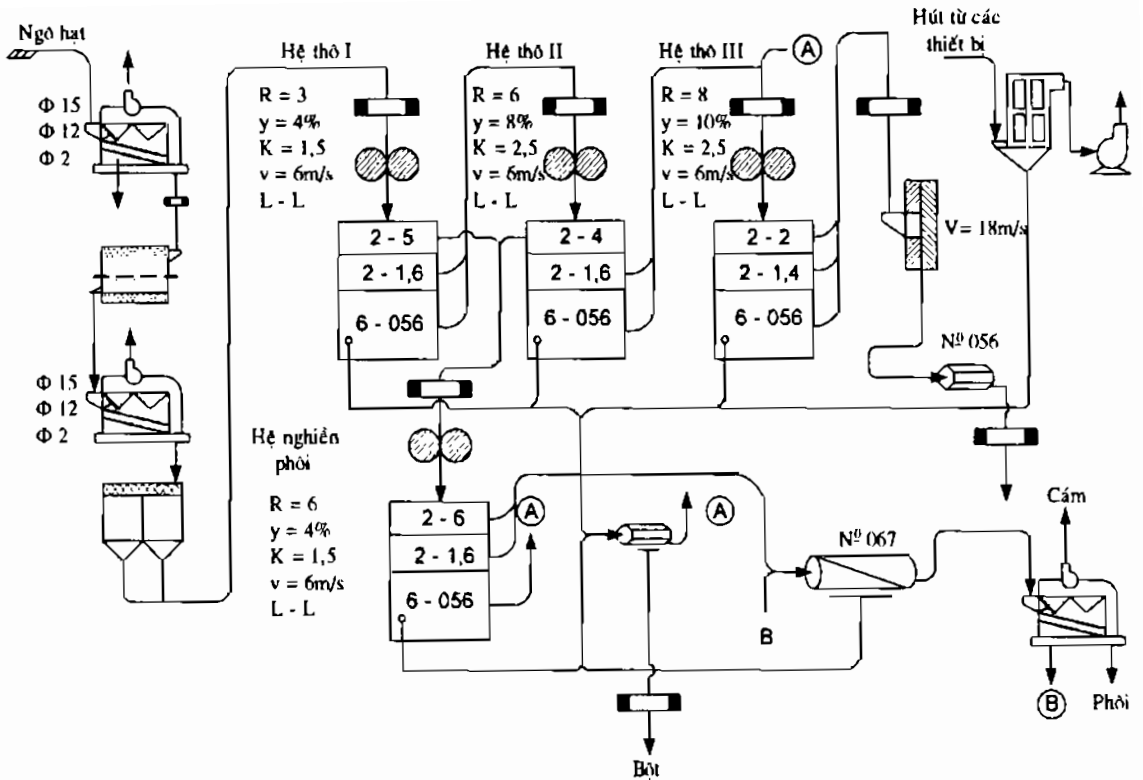 Ngô hạt
Φ 15
Φ 12
Φ 2
Φ 15
Φ 12
Φ 2
Hệ thô I
R = 3
y = 4%
K = 1,5
v = 6m/s
L - L
2 - 5
2 - 1,6
6 - 056
Hệ thô II
R = 6
y = 8%
K = 2,5
v = 6m/s
L - L
2 - 4
2 - 1,6
6 - 056
Hệ thô III
R = 8
y = 10%
K = 2,5
v = 6m/s
L - L
A
2 - 2
2 - 1,4
6 - 056
Hút từ các
thiết bị
V = 18m/s
Nº 056
Hệ nghiền
phôi
R = 6
y = 4%
K = 1,5
v = 6m/s
L - L
2 - 6
2 - 1,6
6 - 056
A
A
B
Nº 067
Cám
B
Phôi
Bột